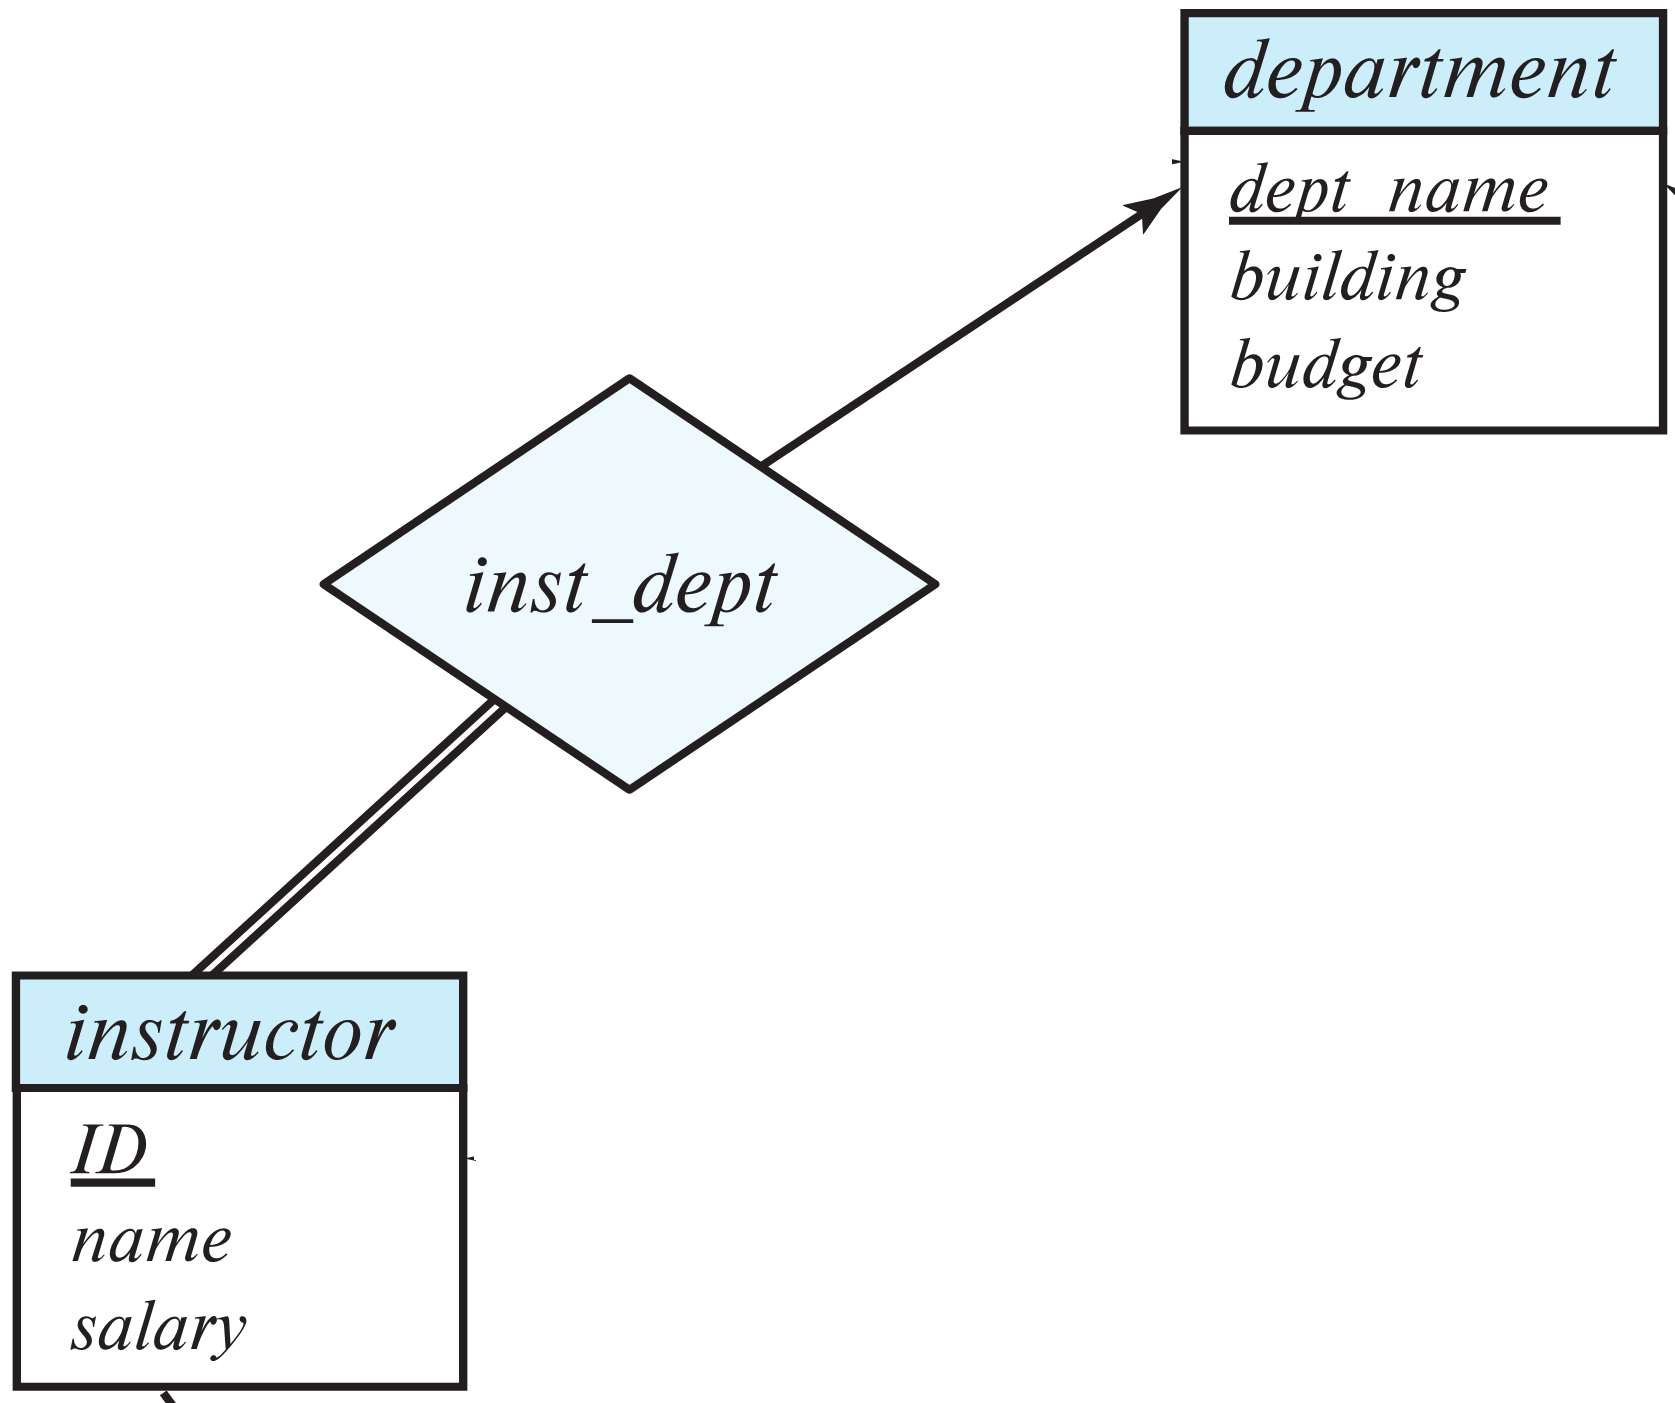 department
dept_name
building
budget
inst_dept
instructor
ID
name
salary